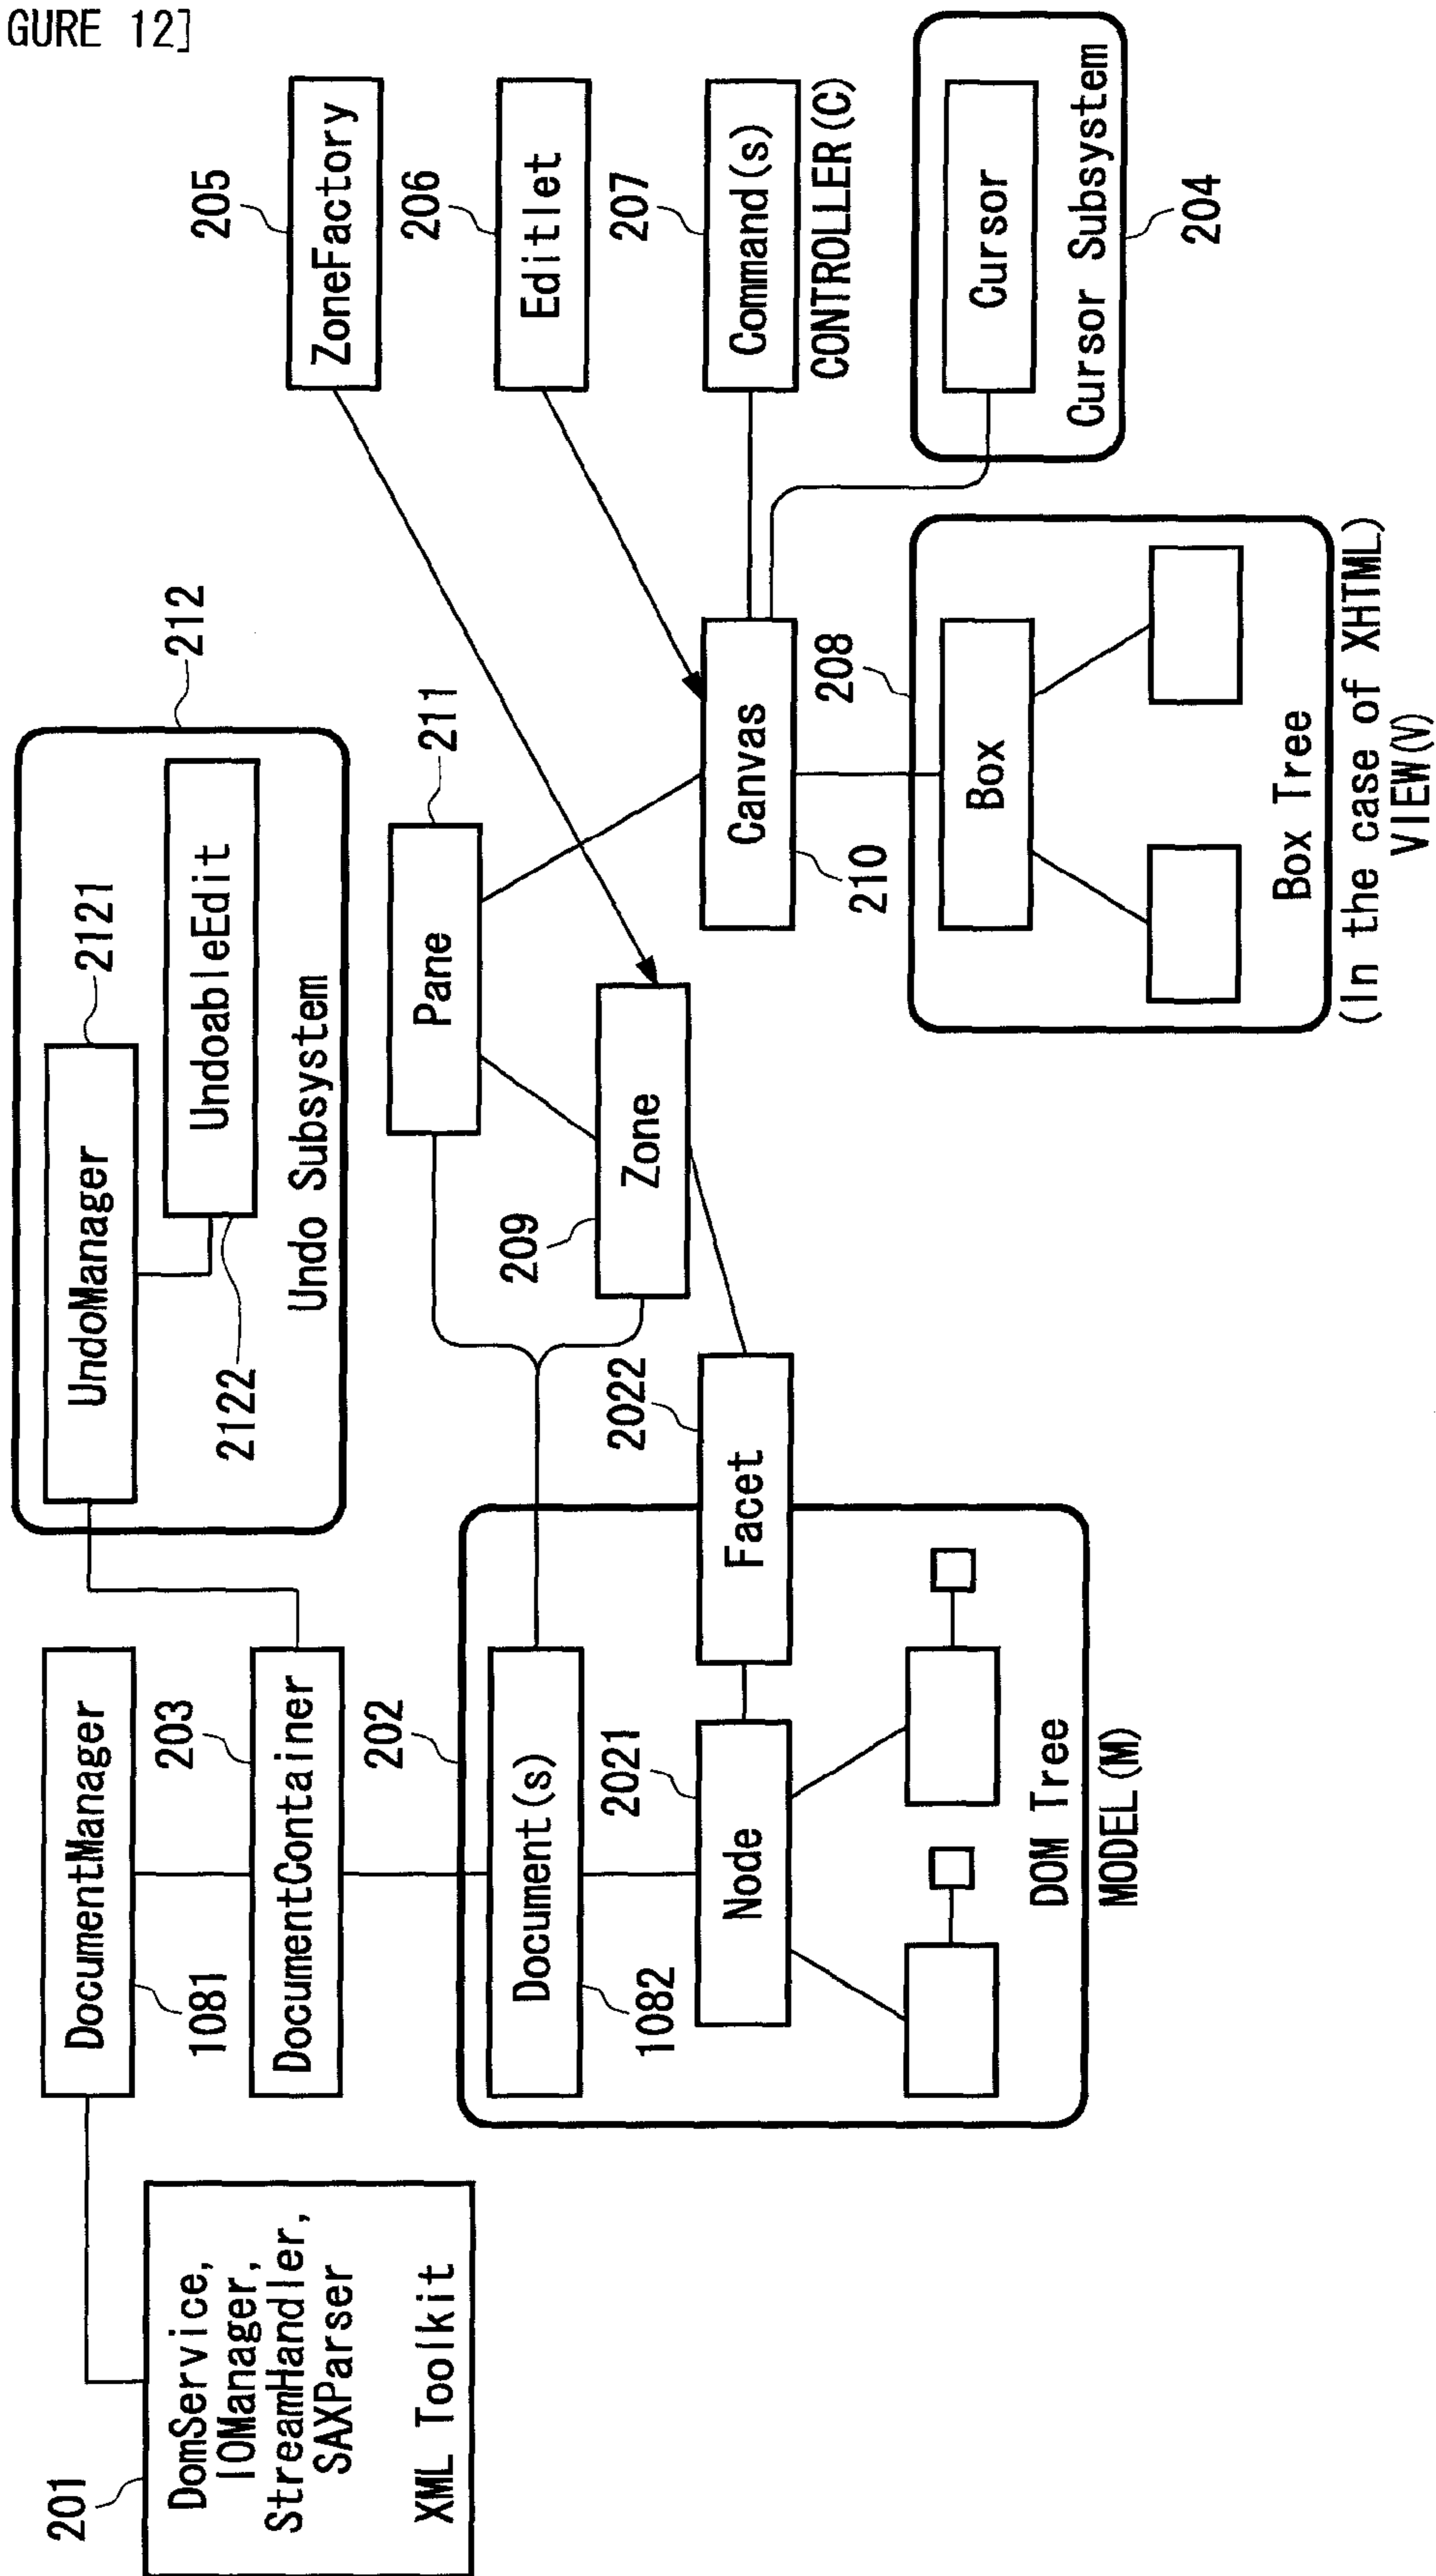 GURE 12]
201
DomService,
IOManager,
StreamHandler,
SAXParser
XML Toolkit
DocumentManager
1081
203
DocumentContainer
202
Document(s)
1082
2021
Node
2022
Facet
DOM Tree
MODEL(M)
UndoManager
2121
UndoableEdit
2122
Undo Subsystem
212
Pane
211
Zone
209
Canvas
210
208
Box
Box Tree
(In the case of XHTML)
VIEW(V)
205
ZoneFactory
206
Editlet
207
Command(s)
CONTROLLER(C)
Cursor
Cursor Subsystem
204